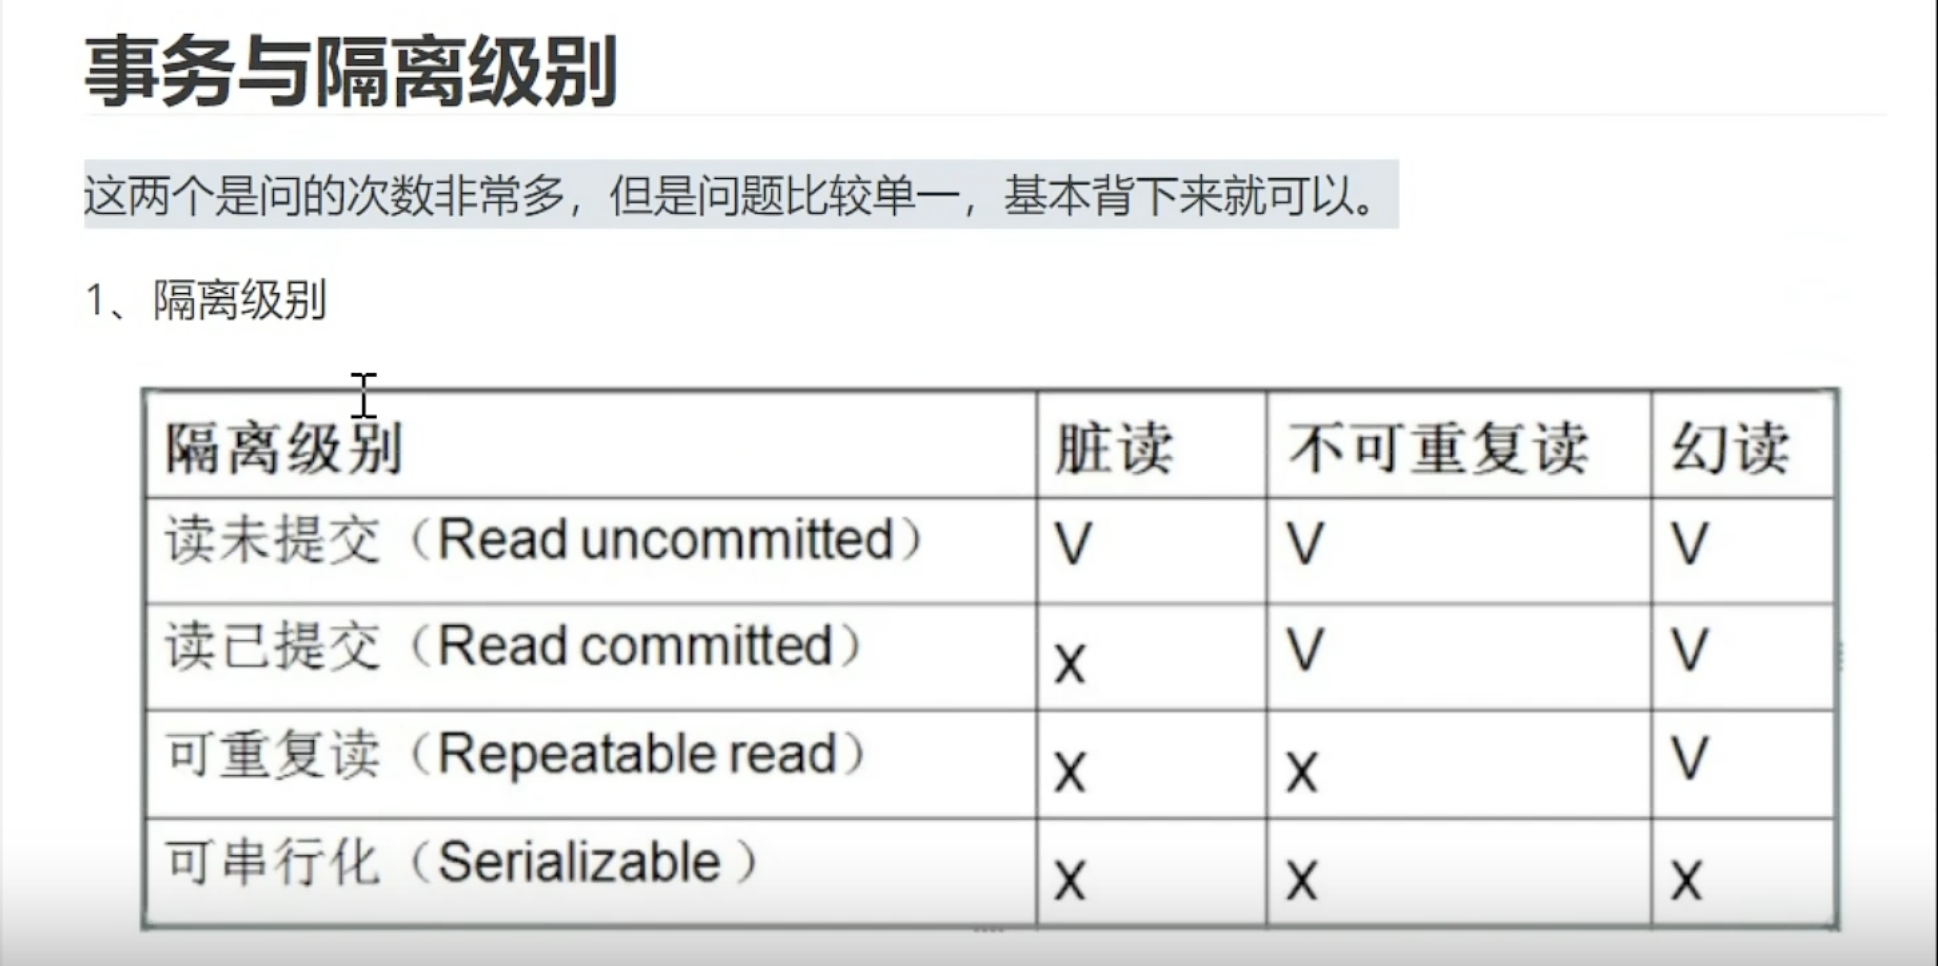 事务与隔离级别
这两个是问的次数非常多，但是问题比较单一，基本背下来就可以。
1、隔离级别
隔离级别 脏读 不可重复读 幻读
读未提交（Read uncommitted） V V V
读已提交（Read committed） x V V
可重复读（Repeatable read） x x V
可串行化（Serializable ） x x x